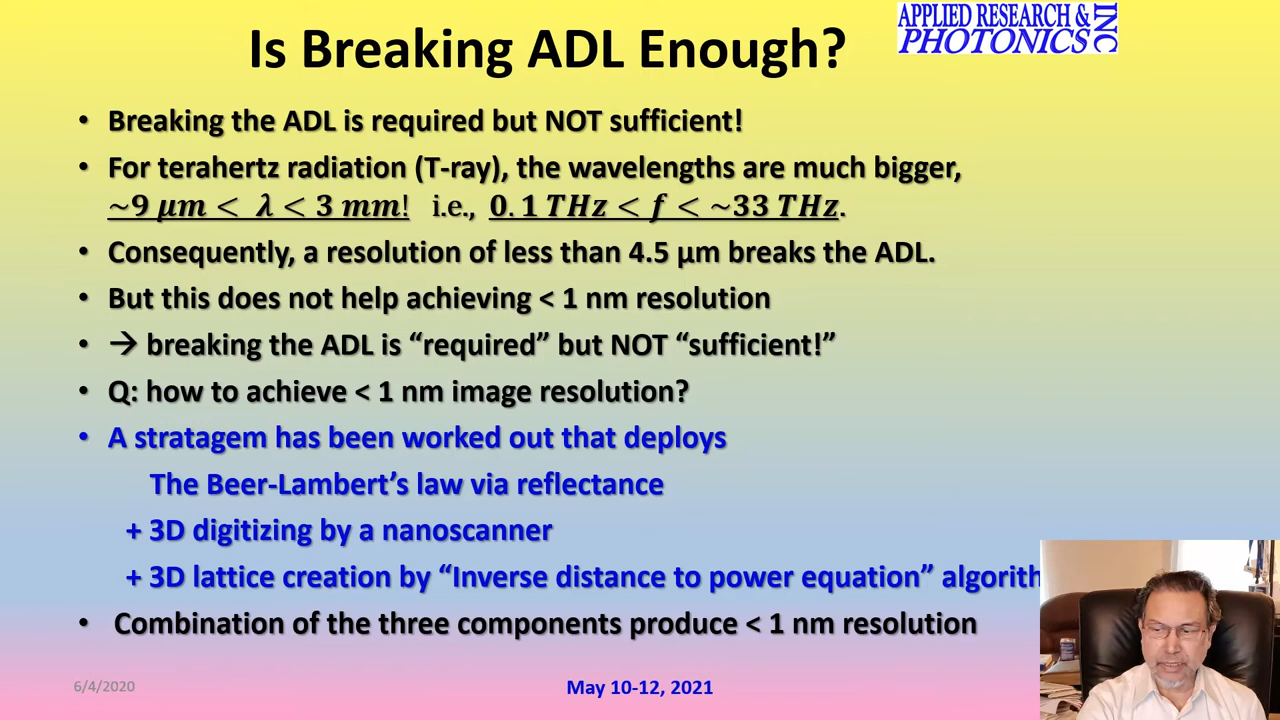 Is Breaking ADL Enough?
APPLIED RESEARCH &
PHOTONICS
INC
• Breaking the ADL is required but NOT sufficient!
• For terahertz radiation (T-ray), the wavelengths are much bigger,
~9 μm < λ < 3 mm! i.e., 0.1 THz < f < ~33 THz.
• Consequently, a resolution of less than 4.5 μm breaks the ADL.
• But this does not help achieving < 1 nm resolution
• → breaking the ADL is “required” but NOT “sufficient!”
• Q: how to achieve < 1 nm image resolution?
• A stratagem has been worked out that deploys
The Beer-Lambert’s law via reflectance
+ 3D digitizing by a nanoscanner
+ 3D lattice creation by “Inverse distance to power equation” algorith
• Combination of the three components produce < 1 nm resolution
6/4/2020
May 10-12, 2021